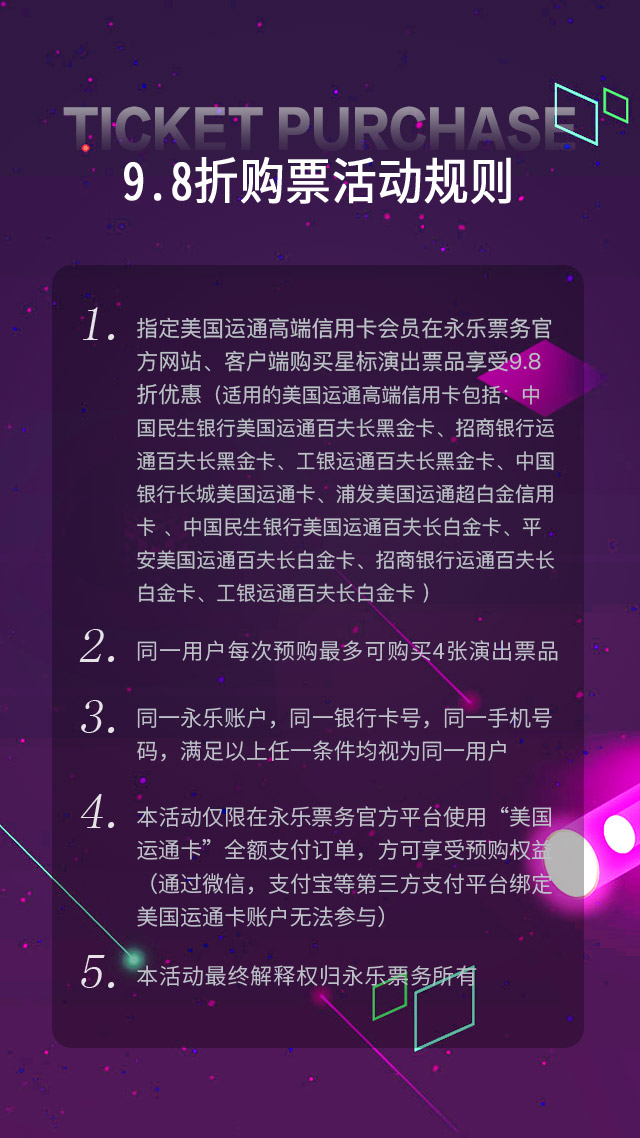 TICKET PURCHASE
9.8折购票活动规则
1. 指定美国运通高端信用卡会员在永乐票务官
方网站、客户端购买星标演出票品享受9.8
折优惠（适用的美国运通高端信用卡包括：中
国民生银行美国运通百夫长黑金卡、招商银行运
通百夫长黑金卡、工银运通百夫长黑金卡、中国
银行长城美国运通卡、浦发美国运通超白金信用
卡 、中国民生银行美国运通百夫长白金卡、平
安美国运通百夫长白金卡、招商银行运通百夫长
白金卡、工银运通百夫长白金卡 ）
2. 同一用户每次预购最多可购买4张演出票品
3. 同一永乐账户，同一银行卡号，同一手机号
码，满足以上任一条件均视为同一用户
4. 本活动仅限在永乐票务官方平台使用“美国
运通卡”全额支付订单，方可享受预购权益
（通过微信，支付宝等第三方支付平台绑定
美国运通卡账户无法参与）
5. 本活动最终解释权归永乐票务所有